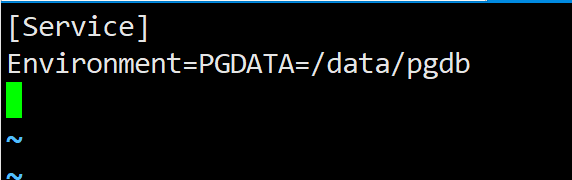 [Service]
Environment=PGDATA=/data/pgdb
~
~